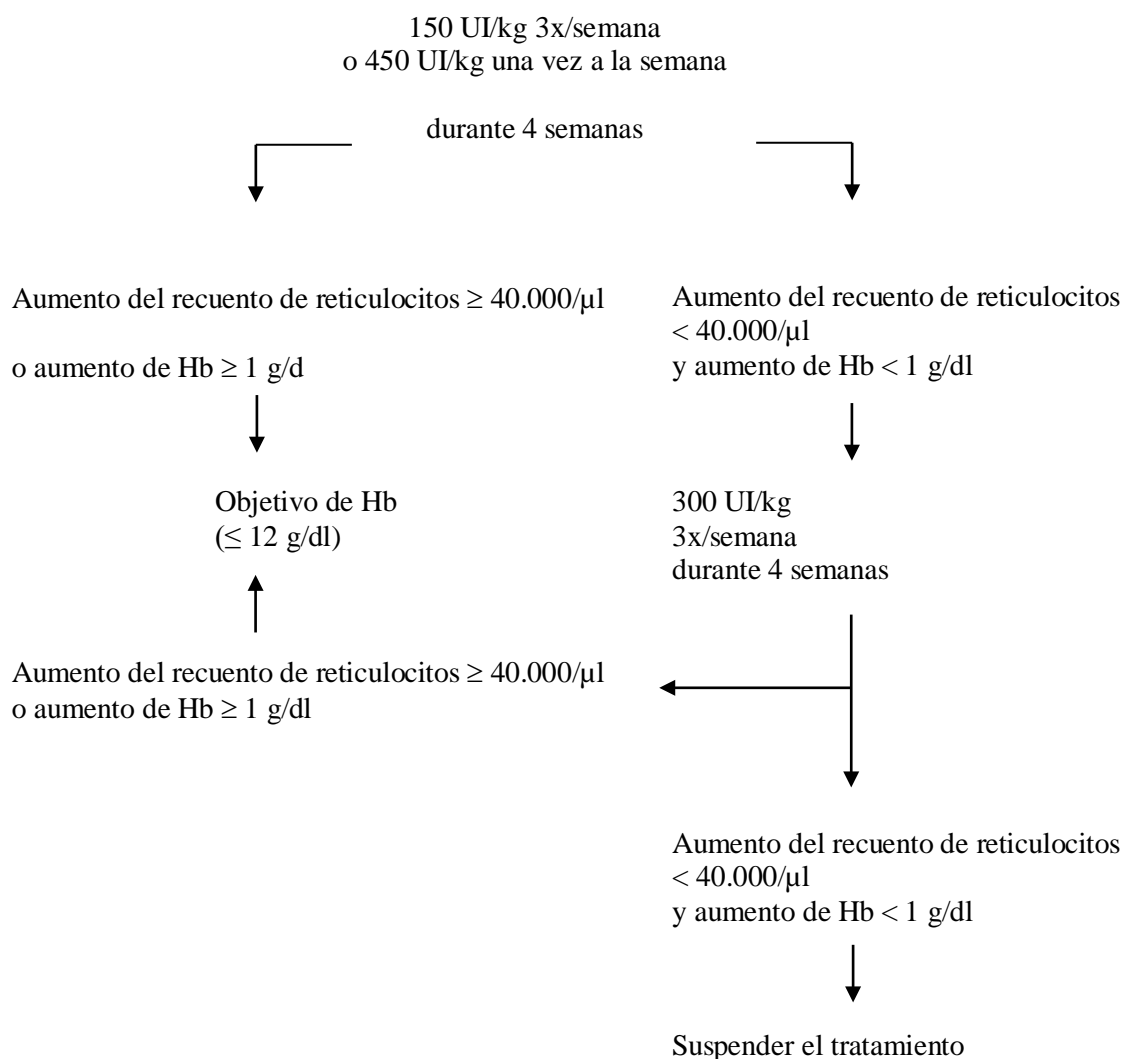 150 UI/kg 3x/semana
o 450 UI/kg una vez a la semana
durante 4 semanas
Aumento del recuento de reticulocitos ≥ 40.000/µl
o aumento de Hb ≥ 1 g/d
Aumento del recuento de reticulocitos
< 40.000/µl
y aumento de Hb < 1 g/dl
Objetivo de Hb
(≤ 12 g/dl)
300 UI/kg
3x/semana
durante 4 semanas
Aumento del recuento de reticulocitos ≥ 40.000/µl
o aumento de Hb ≥ 1 g/dl
Aumento del recuento de reticulocitos
< 40.000/µl
y aumento de Hb < 1 g/dl
Suspender el tratamiento